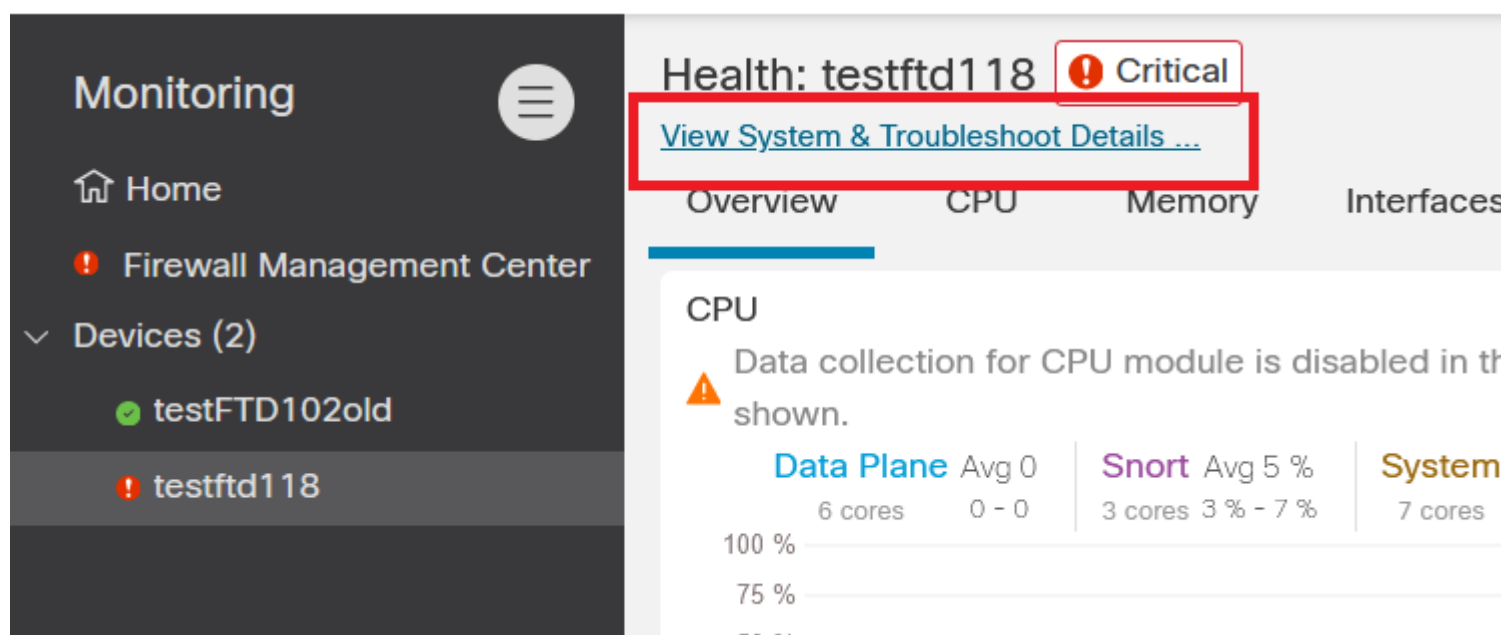 Monitoring
Home
Firewall Management Center
Devices (2)
testFTD102old
testftd118
Health: testftd118 Critical
View System & Troubleshoot Details ...
Overview CPU Memory Interfaces
CPU
Data collection for CPU module is disabled in
shown.
Data Plane Avg 0 Snort Avg 5 % System
6 cores 0 - 0 3 cores 3 % - 7 % 7 cores
100 %
75 %